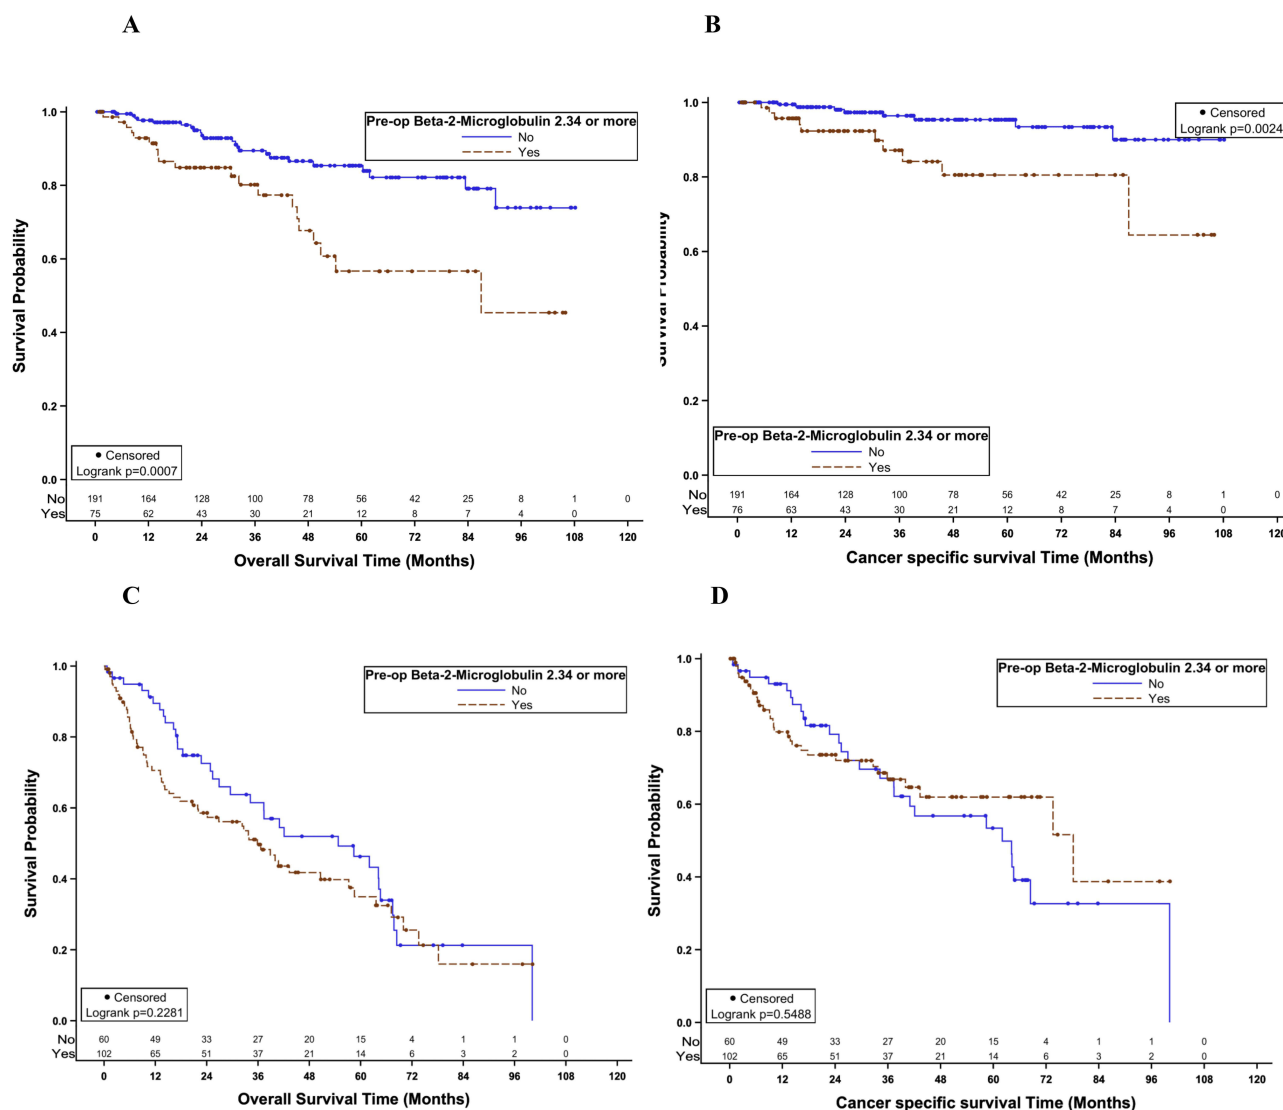 A
1.0
0.8
0.6
0.4
0.2
0.0
Survival Probability
Pre-op Beta-2-Microglobulin 2.34 or more
No
Yes
● Censored
Logrank p=0.0007
No 191 164 128 100 78 56 42 25 8 1 0
Yes 75 62 43 30 21 12 8 7 4 0
0 12 24 36 48 60 72 84 96 108 120
Overall Survival Time (Months)
B
1.0
0.8
0.6
0.4
0.2
0.0
Survival Probability
● Censored
Logrank p=0.0024
Pre-op Beta-2-Microglobulin 2.34 or more
No
Yes
No 191 164 128 100 78 56 42 25 8 1 0
Yes 76 63 43 30 21 12 8 7 4 0
0 12 24 36 48 60 72 84 96 108 120
Cancer specific survival Time (Months)
C
1.0
0.8
0.6
0.4
0.2
0.0
Survival Probability
Pre-op Beta-2-Microglobulin 2.34 or more
No
Yes
● Censored
Logrank p=0.2281
No 60 49 33 27 20 15 4 1 1 0
Yes 102 65 51 37 21 14 6 3 2 0
0 12 24 36 48 60 72 84 96 108 120
Overall Survival Time (Months)
D
1.0
0.8
0.6
0.4
0.2
0.0
Survival Probability
Pre-op Beta-2-Microglobulin 2.34 or more
No
Yes
● Censored
Logrank p=0.5488
No 60 49 33 27 20 15 4 1 1 0
Yes 102 65 51 37 21 14 6 3 2 0
0 12 24 36 48 60 72 84 96 108 120
Cancer specific survival Time (Months)